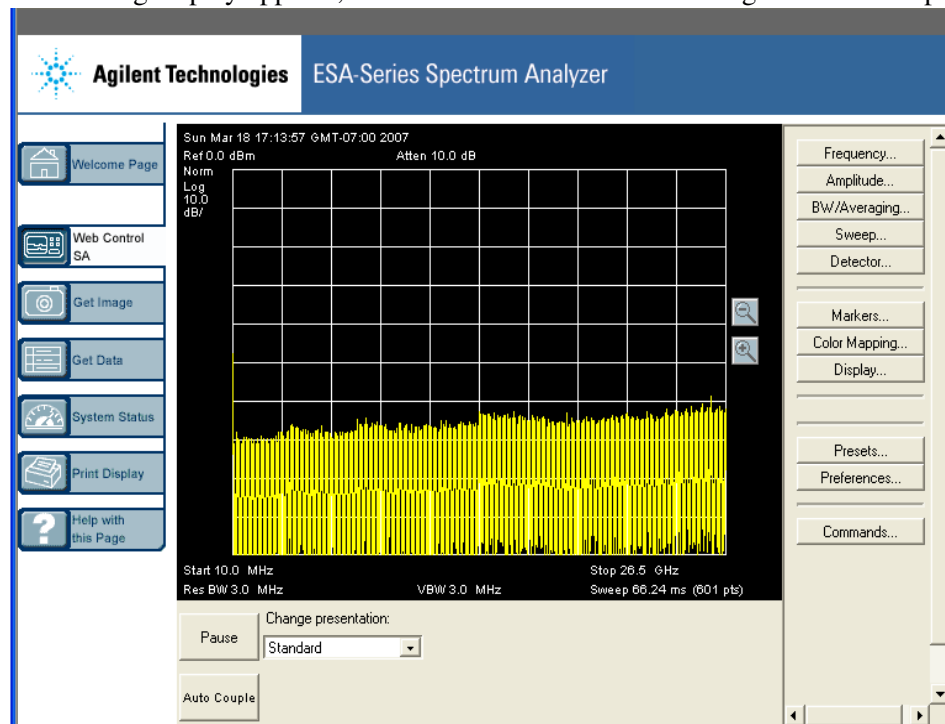 Agilent Technologies
ESA-Series Spectrum Analyzer
Welcome Page
Web Control
SA
Get Image
Get Data
System Status
Print Display
Help with
this Page
Sun Mar 18 17:13:57 GMT-07:00 2007
Ref 0.0 dBm Atten 10.0 dB
Norm
Log
10.0
dB/
Start 10.0 MHz Stop 26.5 GHz
Res BW 3.0 MHz VBW 3.0 MHz Sweep 66.24 ms (601 pts)
Pause
Change presentation:
Standard
Auto Couple
Frequency...
Amplitude...
BW/Averaging...
Sweep...
Detector...
Markers...
Color Mapping...
Display...
Presets...
Preferences...
Commands...